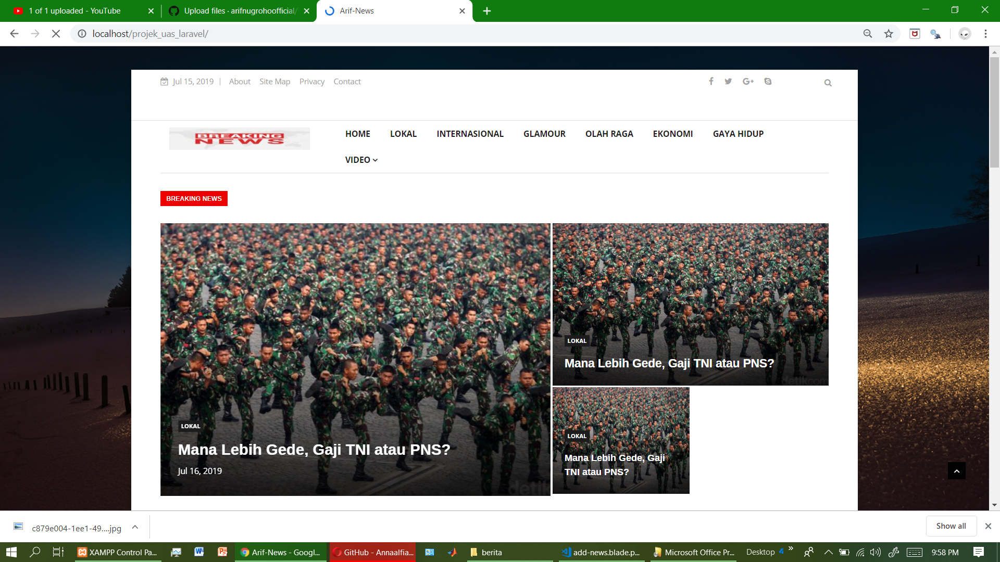 1 of 1 uploaded - YouTube
Upload files · arifnugrohoofficial/
Arif-News
localhost/projek_uas_laravel/
Jul 15, 2019 | About Site Map Privacy Contact
BREAKING
NEWS
HOME LOKAL INTERNASIONAL GLAMOUR OLAH RAGA EKONOMI GAYA HIDUP
VIDEO
BREAKING NEWS
LOKAL
Mana Lebih Gede, Gaji TNI atau PNS?
Jul 16, 2019
detik
LOKAL
Mana Lebih Gede, Gaji TNI atau PNS?
detikcom
LOKAL
Mana Lebih Gede, Gaji
TNI atau PNS?
c879e004-1ee1-49....jpg
Show all
XAMPP Control Pa...
Arif-News - Googl...
GitHub - Annaalfia...
berita
add-news.blade.p...
Microsoft Office Pr...
Desktop
9:58 PM